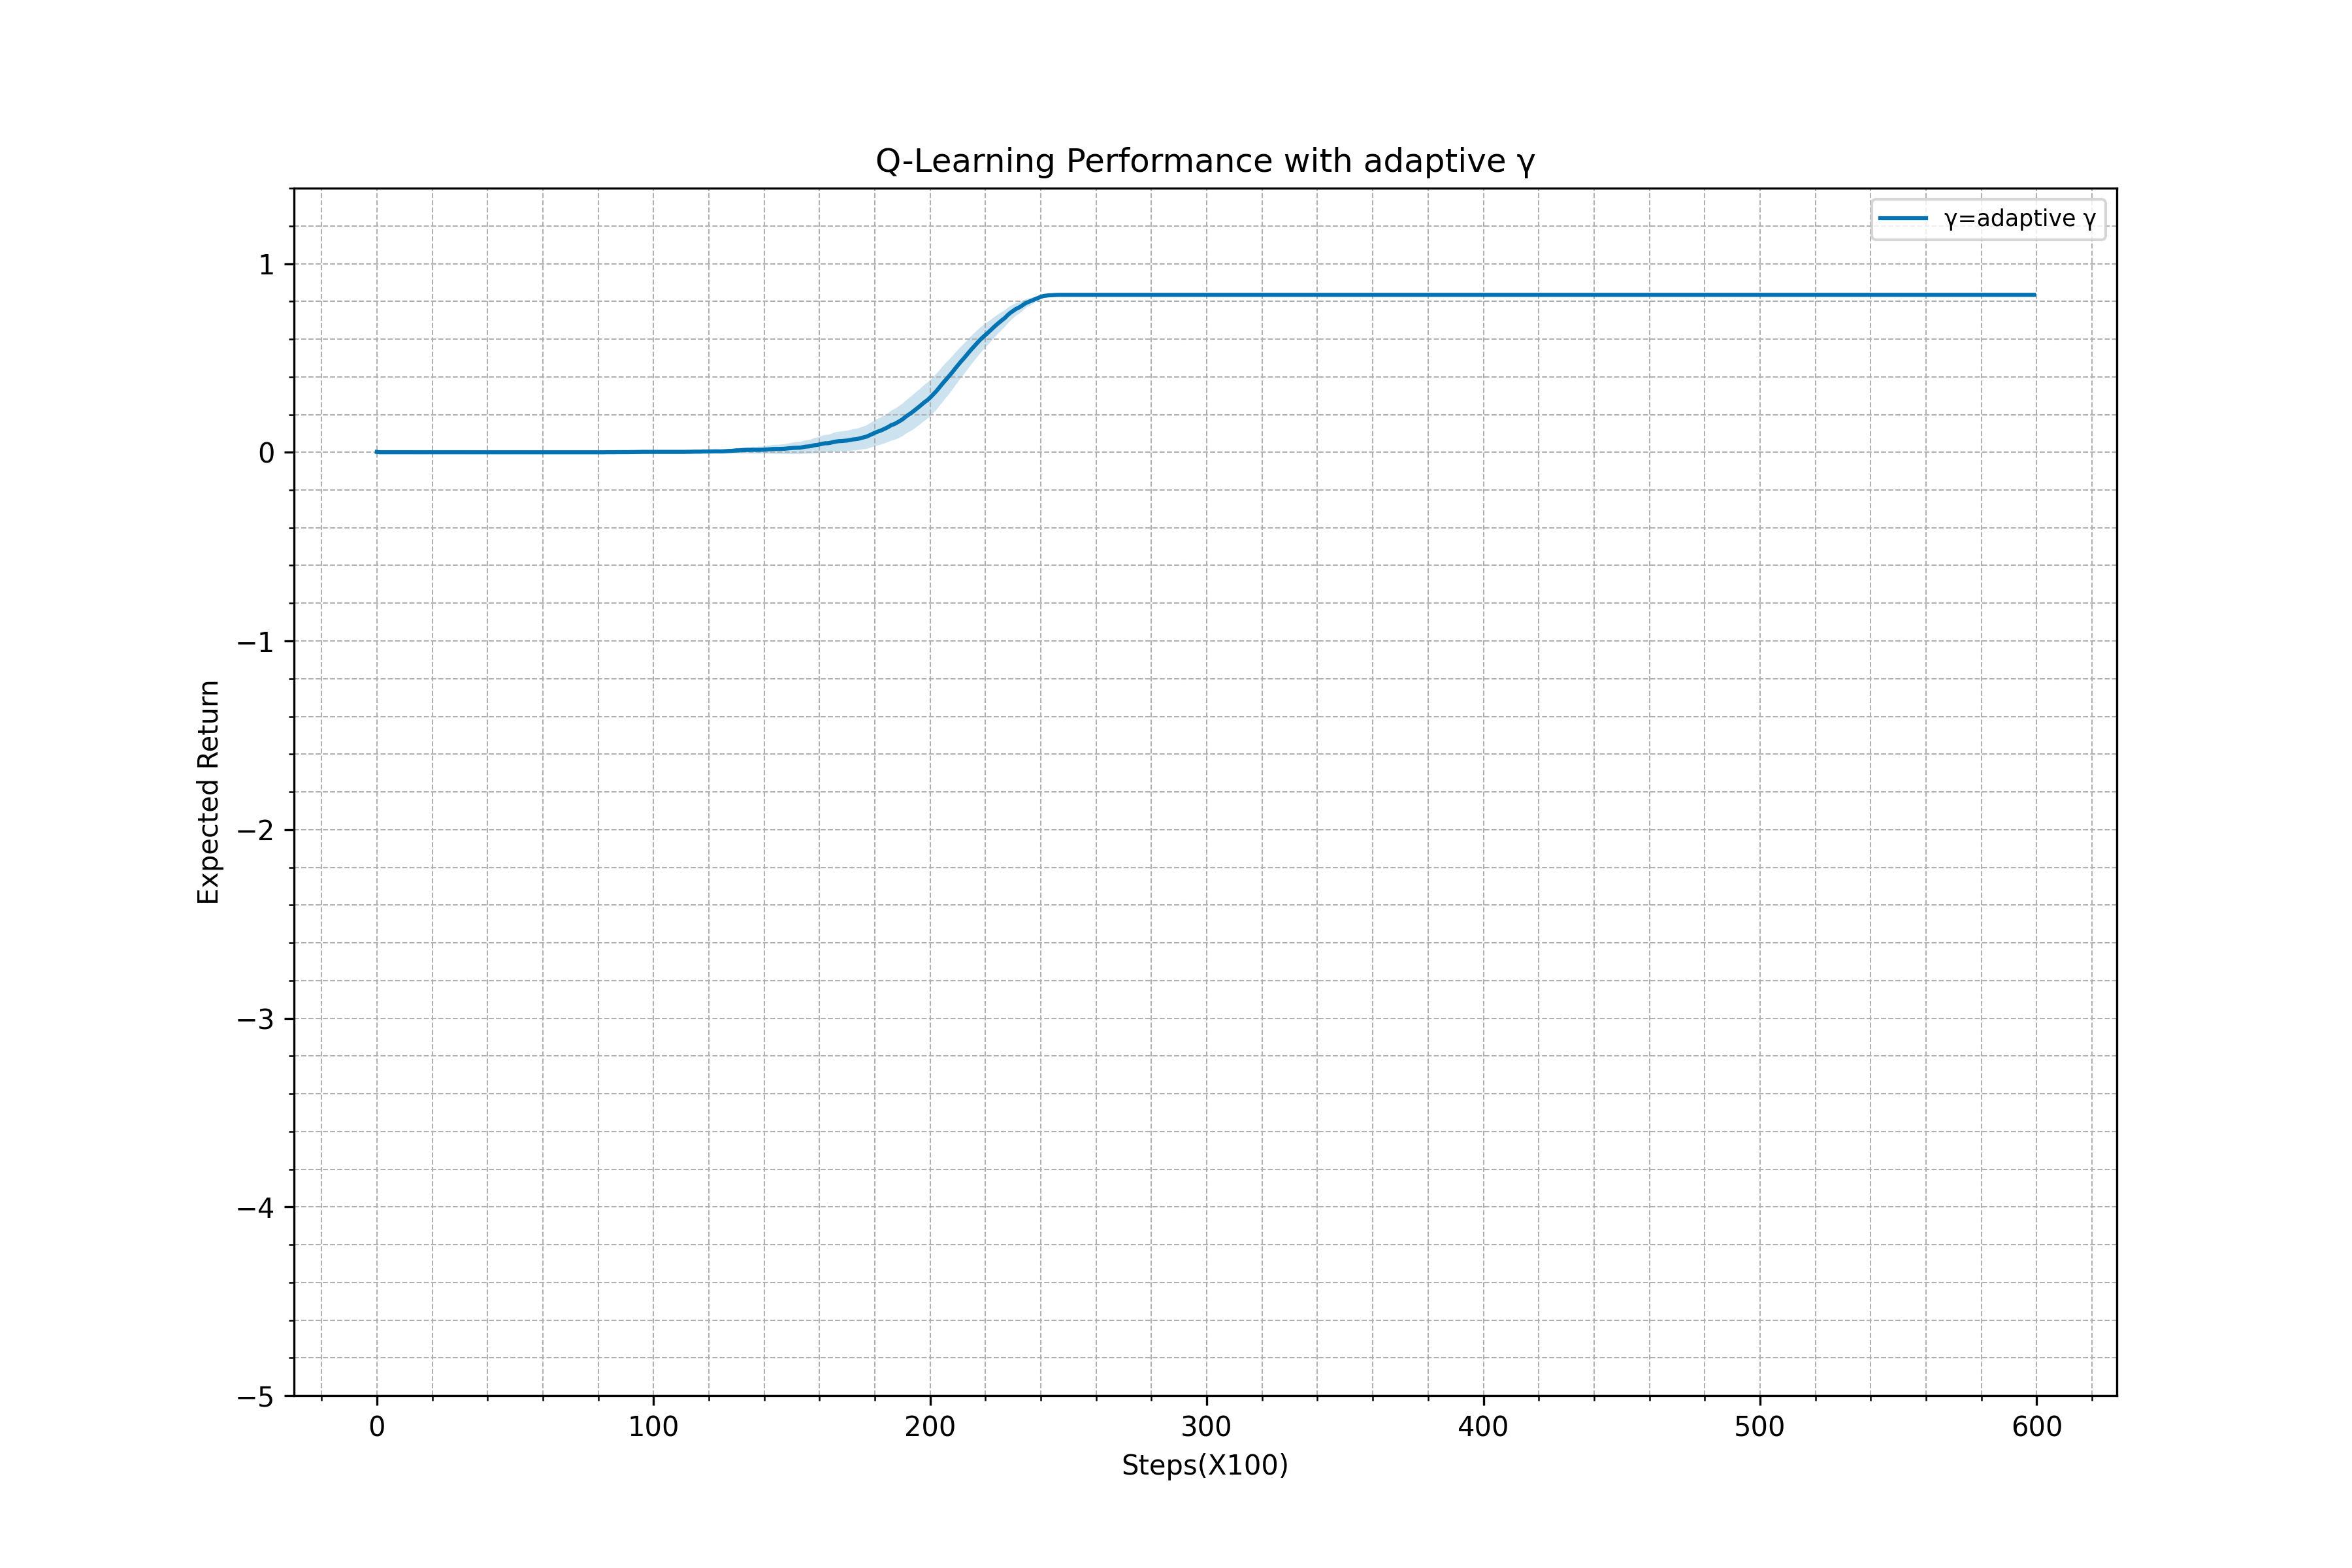 Q-Learning Performance with adaptive γ
γ=adaptive γ
1
0
−1
−2
−3
−4
−5
Expected Return
0 100 200 300 400 500 600
Steps(X100)